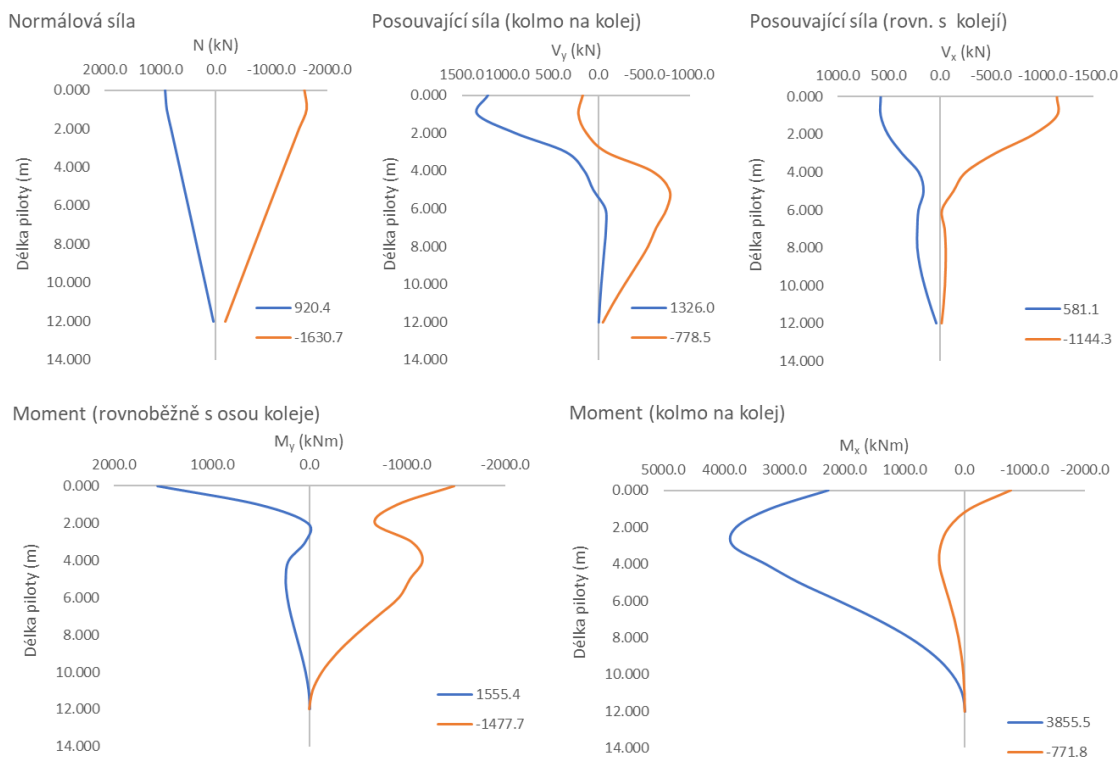 Normálová síla
N (kN)
2000.0 1000.0 0.0 -1000.0 -2000.0
0.000
2.000
4.000
6.000
8.000
10.000
12.000
14.000
Délka piloty (m)
920.4
-1630.7
Posouvající síla (kolmo na kolej)
Vy (kN)
1500.0 1000.0 500.0 0.0 -500.0 -1000.0
0.000
2.000
4.000
6.000
8.000
10.000
12.000
14.000
Délka piloty (m)
1326.0
-778.5
Posouvající síla (rovn. s kolejí)
Vx (kN)
1000.0 500.0 0.0 -500.0 -1000.0 -1500.0
0.000
2.000
4.000
6.000
8.000
10.000
12.000
14.000
Délka piloty (m)
581.1
-1144.3
Moment (rovnoběžně s osou koleje)
My (kNm)
2000.0 1000.0 0.0 -1000.0 -2000.0
0.000
2.000
4.000
6.000
8.000
10.000
12.000
14.000
Délka piloty (m)
1555.4
-1477.7
Moment (kolmo na kolej)
Mx (kNm)
5000.0 4000.0 3000.0 2000.0 1000.0 0.0 -1000.0 -2000.0
0.000
2.000
4.000
6.000
8.000
10.000
12.000
14.000
Délka piloty (m)
3855.5
-771.8